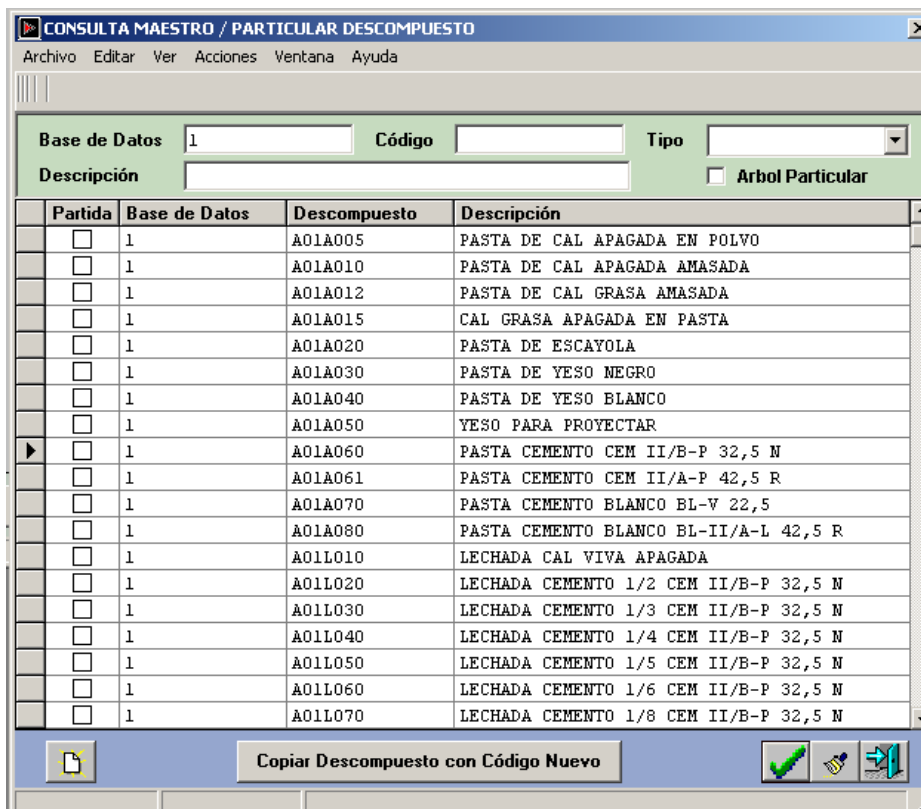 CONSULTA MAESTRO / PARTICULAR DESCOMPUESTO
Archivo Editar Ver Acciones Ventana Ayuda
Base de Datos 1 Código Tipo
Descripción Arbol Particular
Partida Base de Datos Descompuesto Descripción
1 A01A005 PASTA DE CAL APAGADA EN POLVO
1 A01A010 PASTA DE CAL APAGADA AMASADA
1 A01A012 PASTA DE CAL GRASA AMASADA
1 A01A015 CAL GRASA APAGADA EN PASTA
1 A01A020 PASTA DE ESCAYOLA
1 A01A030 PASTA DE YESO NEGRO
1 A01A040 PASTA DE YESO BLANCO
1 A01A050 YESO PARA PROYECTAR
1 A01A060 PASTA CEMENTO CEM II/B-P 32,5 N
1 A01A061 PASTA CEMENTO CEM II/A-P 42,5 R
1 A01A070 PASTA CEMENTO BLANCO BL-V 22,5
1 A01A080 PASTA CEMENTO BLANCO BL-II/A-L 42,5 R
1 A01L010 LECHADA CAL VIVA APAGADA
1 A01L020 LECHADA CEMENTO 1/2 CEM II/B-P 32,5 N
1 A01L030 LECHADA CEMENTO 1/3 CEM II/B-P 32,5 N
1 A01L040 LECHADA CEMENTO 1/4 CEM II/B-P 32,5 N
1 A01L050 LECHADA CEMENTO 1/5 CEM II/B-P 32,5 N
1 A01L060 LECHADA CEMENTO 1/6 CEM II/B-P 32,5 N
1 A01L070 LECHADA CEMENTO 1/8 CEM II/B-P 32,5 N
Copiar Descompuesto con Código Nuevo